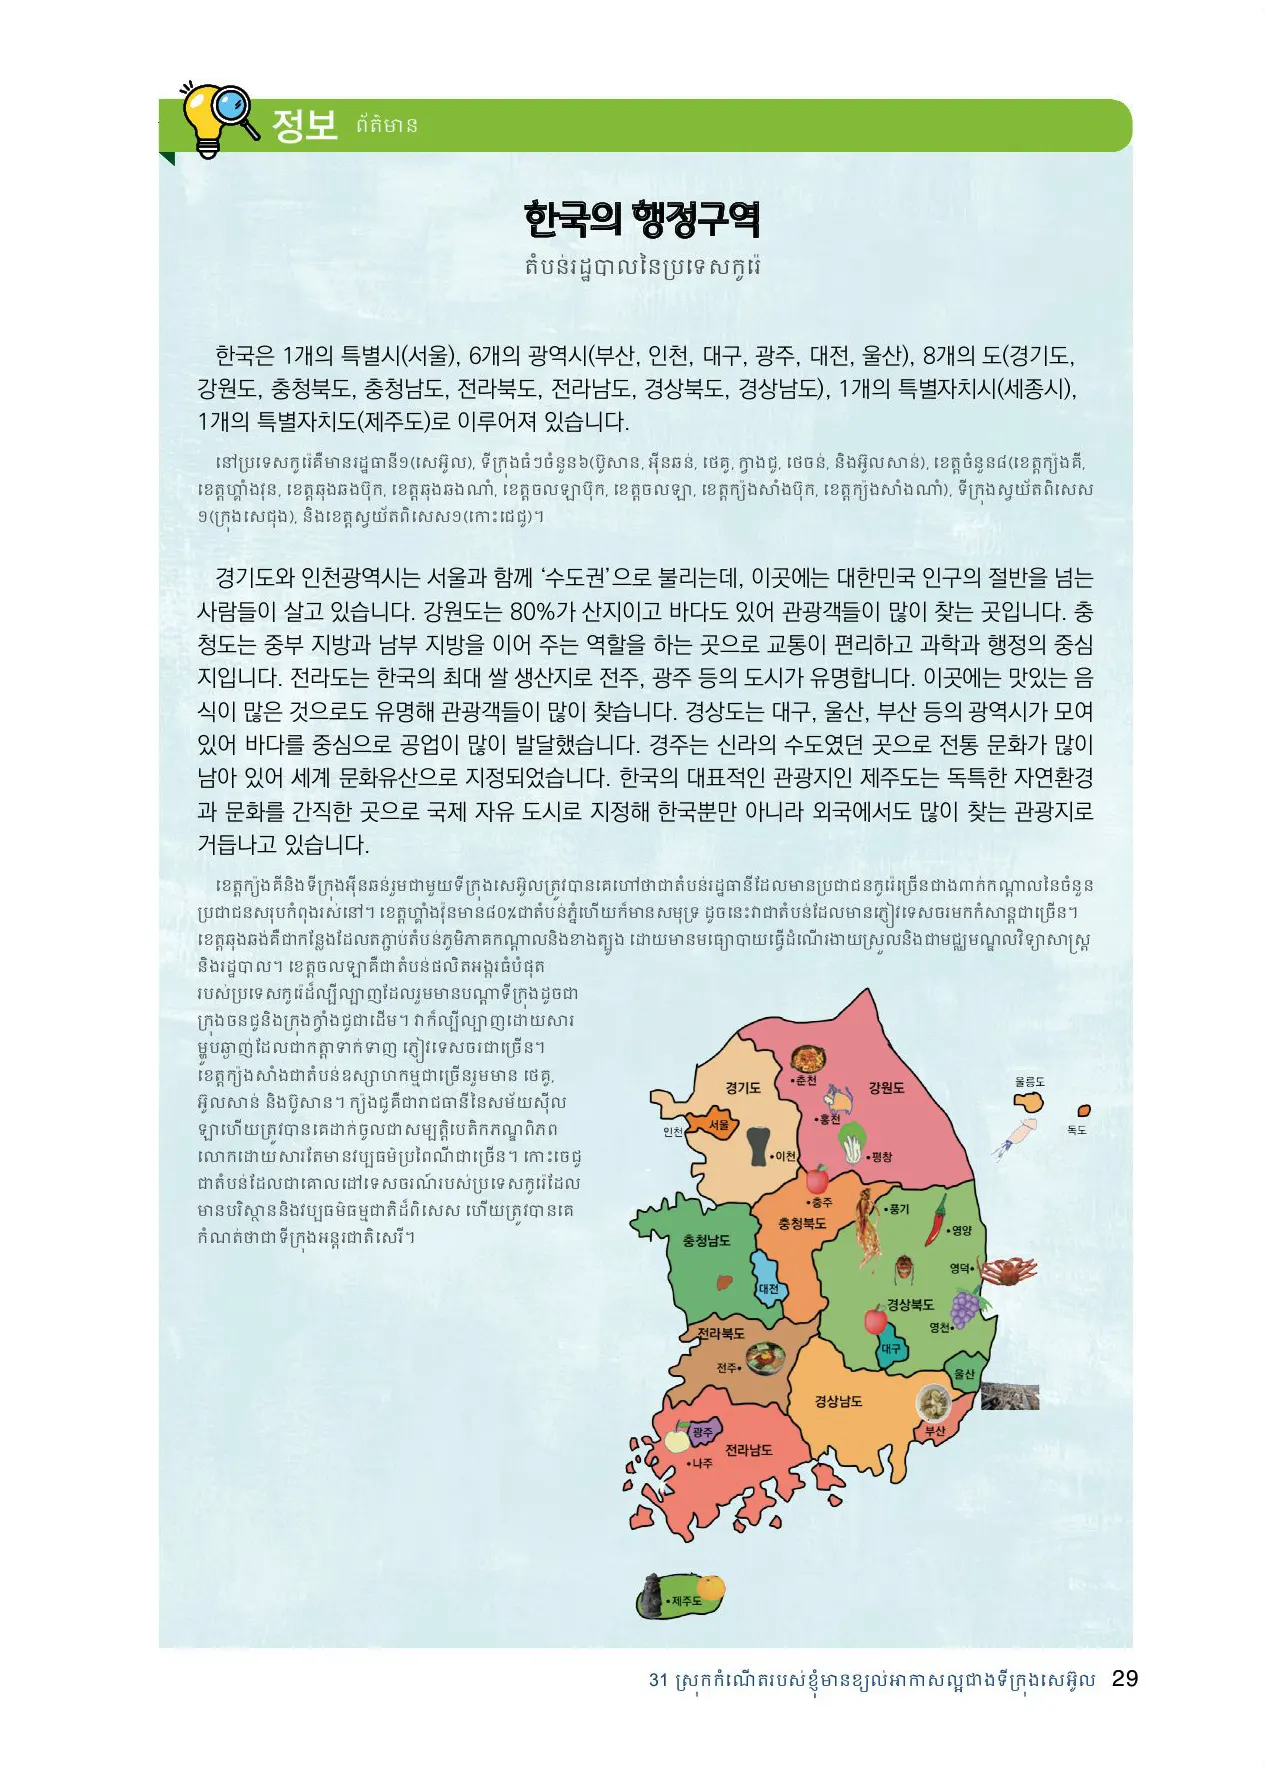 정보 ព័ត៌មាន
한국의 행정구역
តំបន់រដ្ឋបាលនៃប្រទេសកូរ៉េ
한국은 1개의 특별시(서울), 6개의 광역시(부산, 인천, 대구, 광주, 대전, 울산), 8개의 도(경기도,
강원도, 충청북도, 충청남도, 전라북도, 전라남도, 경상북도, 경상남도), 1개의 특별자치시(세종시),
1개의 특별자치도(제주도)로 이루어져 있습니다.
នៅប្រទេសកូរ៉េគឺមានរដ្ឋធានី១(សេអ៊ូល), ទីក្រុងធំៗចំនួន៦(ប៊ូសាន, អ៊ីនឆន់, ថេគូ, ក្វាងជូ, ថេចន់, និងអ៊ូលសាន់), ខេត្តចំនួន៨(ខេត្តក្យ៉ងគី,
ខេត្តហ្គាំងវុន, ខេត្តឆុងឆងប៊ុក, ខេត្តឆុងឆងណាំ, ខេត្តចលឡាប៊ុក, ខេត្តចលឡា, ខេត្តក្យ៉ងសាំងប៊ុក, ខេត្តក្យ៉ងសាំងណាំ), ទីក្រុងស្វយ័តពិសេស
១(ក្រុងសេជុង), និងខេត្តស្វយ័តពិសេស១(កោះជេជូ)។
경기도와 인천광역시는 서울과 함께 ‘수도권’으로 불리는데, 이곳에는 대한민국 인구의 절반을 넘는
사람들이 살고 있습니다. 강원도는 80%가 산지이고 바다도 있어 관광객들이 많이 찾는 곳입니다. 충
청도는 중부 지방과 남부 지방을 이어 주는 역할을 하는 곳으로 교통이 편리하고 과학과 행정의 중심
지입니다. 전라도는 한국의 최대 쌀 생산지로 전주, 광주 등의 도시가 유명합니다. 이곳에는 맛있는 음
식이 많은 것으로도 유명해 관광객들이 많이 찾습니다. 경상도는 대구, 울산, 부산 등의 광역시가 모여
있어 바다를 중심으로 공업이 많이 발달했습니다. 경주는 신라의 수도였던 곳으로 전통 문화가 많이
남아 있어 세계 문화유산으로 지정되었습니다. 한국의 대표적인 관광지인 제주도는 독특한 자연환경
과 문화를 간직한 곳으로 국제 자유 도시로 지정해 한국뿐만 아니라 외국에서도 많이 찾는 관광지로
거듭나고 있습니다.
ខេត្តក្យ៉ងគីនិងទីក្រុងអ៊ីនឆន់រួមជាមួយទីក្រុងសេអ៊ូលត្រូវបានគេហៅថាជាតំបន់រដ្ឋធានីដែលមានប្រជាជនកូរ៉េច្រើនជាង៣ាក់កណ្តាលនៃចំនួន
ប្រជាជនសរុបកំពុងរស់នៅ។ ខេត្តហ្គាំងវ៉ុនមាន៨០%ជាតំបន់ភ្នំហើយក៏មានសមុទ្រ ដូចនេះវាជាតំបន់ដែលមានភ្ញៀវទេសចរមកកំសាន្តជាច្រើន។
ខេត្តឆុងឆង់គឺជាកន្លែងដែលតភ្ជាប់តំបន់ភូមិភាគកណ្តាលនិងខាងត្បូង ដោយមានមធ្យោបាយធ្វើដំណើរងាយស្រួលនិងជាមជ្ឈមណ្ឌលវិទ្យាសាស្ត្រ
និងរដ្ឋបាល។ ខេត្តចលឡាគឺជាតំបន់ផលិតអង្ករធំបំផុត
របស់ប្រទេសកូរ៉េដ៏ល្បីល្បាញដែលរួមមានបណ្តាទីក្រុងដូចជា
ក្រុងចនជូនិងក្រុងក្វាំងជូជាដើម។ វាក៏ល្បីល្បាញដោយសារ
ម្ហូបឆ្ងាញ់ដែលជាកត្តាទាក់ទាញ ភ្ញៀវទេសចរជាច្រើន។
ខេត្តក្យ៉ងសាំងជាតំបន់ឧស្សាហកម្មជាច្រើនរួមមាន ថេគូ,
អ៊ូលសាន់ និងប៊ូសាន។ ក្យ៉ងជូគឺជារាជធានីនៃសម័យស៊ីល
ឡាហើយត្រូវបានគេដាក់ចូលជាសម្បត្តិបេតិកភណ្ឌពិភព
លោកដោយសារតែមានវប្បធម៌ប្រពៃណីជាច្រើន។ កោះចេជូ
ជាតំបន់ដែលជាគោលដៅទេសចរណ៍របស់ប្រទេសកូរ៉េដែល
មានបរិស្ថាននិងវប្បធម៌ធម្មជាតិដ៏ពិសេស ហើយត្រូវបានគេ
កំណត់ថាជាទីក្រុងអន្តរជាតិសេរី។
경기도
•춘천
강원도
울릉도
독도
인천
서울
•홍천
•이천
•평창
•충주
충청북도
•풍기
•영양
충청남도
영덕•
대전
경상북도
영천•
전라북도
대구
전주•
울산
경상남도
부산
광주
전라남도
•나주
•제주도
31 ស្រុកកំណើតរបស់ខ្ញុំមានខ្យល់អាកាសល្អជាងទីក្រុងសេអ៊ូល 29